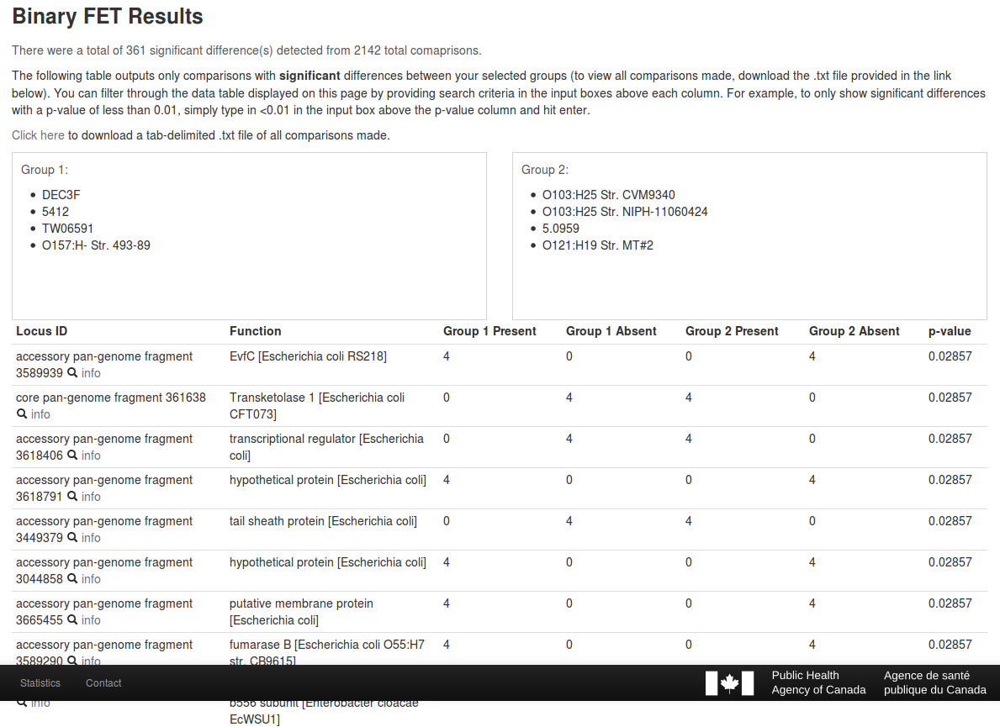 Binary FET Results
There were a total of 361 significant difference(s) detected from 2142 total comaprisons.
The following table outputs only comparisons with significant differences between your selected groups (to view all comparisons made, download the .txt file provided in the link
below). You can filter through the data table displayed on this page by providing search criteria in the input boxes above each column. For example, to only show significant differences
with a p-value of less than 0.01, simply type in <0.01 in the input box above the p-value column and hit enter.
Click here to download a tab-delimited .txt file of all comparisons made.
Group 1:
DEC3F
5412
TW06591
O157:H- Str. 493-89
Group 2:
O103:H25 Str. CVM9340
O103:H25 Str. NIPH-11060424
5.0959
O121:H19 Str. MT#2
Locus ID Function Group 1 Present Group 1 Absent Group 2 Present Group 2 Absent p-value
accessory pan-genome fragment EvfC [Escherichia coli RS218] 4 0 0 4 0.02857
3589939 info
core pan-genome fragment 361638 Transketolase 1 [Escherichia coli 0 4 4 0 0.02857
info CFT073]
accessory pan-genome fragment transcriptional regulator [Escherichia 0 4 4 0 0.02857
3618406 info coli]
accessory pan-genome fragment hypothetical protein [Escherichia coli] 4 0 0 4 0.02857
3618791 info
accessory pan-genome fragment tail sheath protein [Escherichia coli] 0 4 4 0 0.02857
3449379 info
accessory pan-genome fragment hypothetical protein [Escherichia coli] 4 0 0 4 0.02857
3044858 info
accessory pan-genome fragment putative membrane protein 4 0 0 4 0.02857
3665455 info [Escherichia coli]
accessory pan-genome fragment fumarase B [Escherichia coli O55:H7 4 0 0 4 0.02857
3589290 info str. CB9615]
Statistics Contact Public Health Agence de santé
Agency of Canada publique du Canada
info b556 subunit [Enterobacter cloacae
EcWSU1]